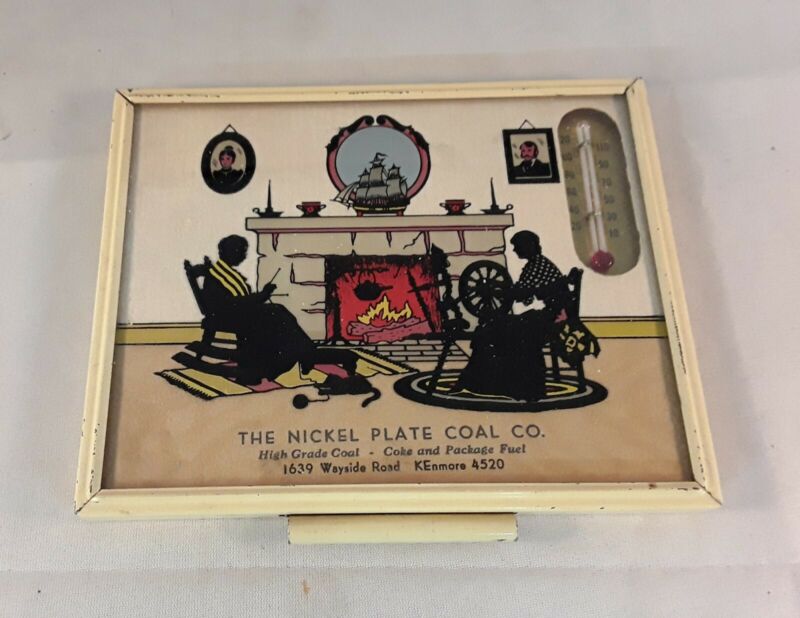 THE NICKEL PLATE COAL CO.
High Grade Coal - Coke and Package Fuel
1639 Wayside Road KEnmore 4520